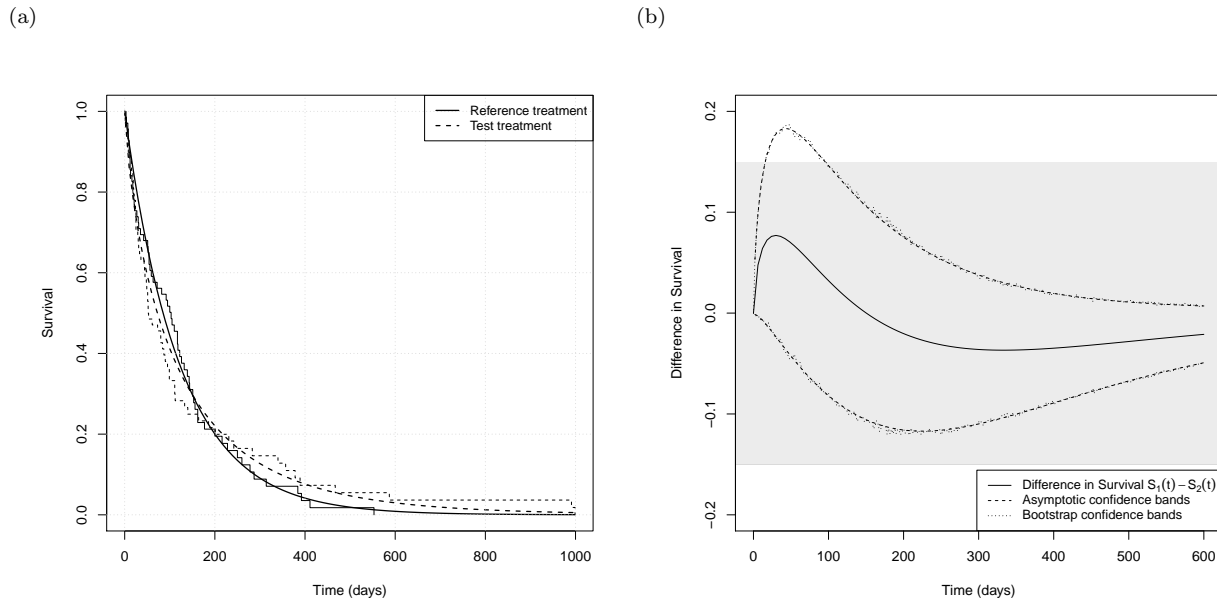 (a)
(b)
Reference treatment
Test treatment
Survival
0.0
0.2
0.4
0.6
0.8
1.0
0
200
400
600
800
1000
Time (days)
Difference in Survival
−0.2
−0.1
0.0
0.1
0.2
Difference in Survival S₁(t) − S₂(t)
Asymptotic confidence bands
Bootstrap confidence bands
0
100
200
300
400
500
600
Time (days)